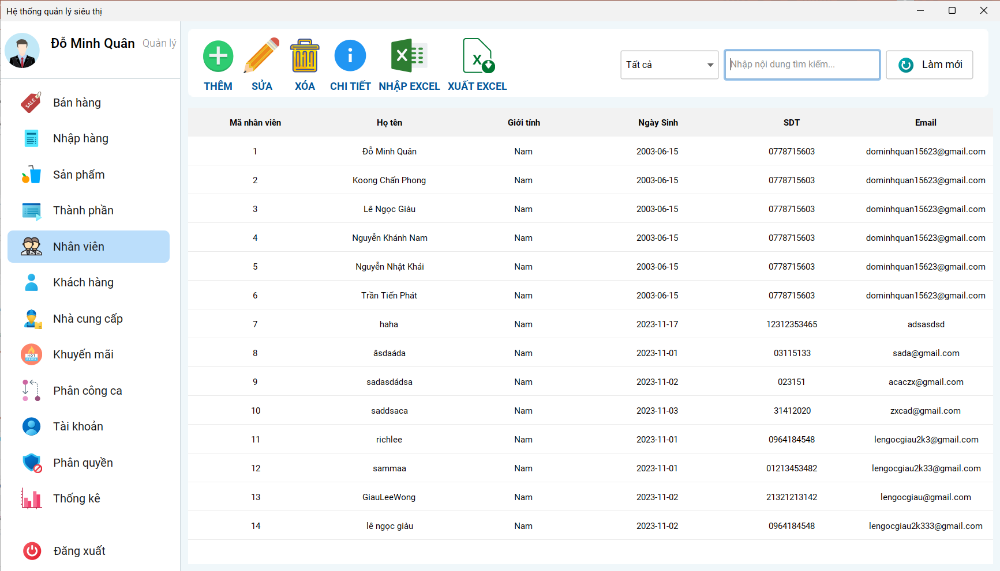 Hệ thống quản lý siêu thị
Đỗ Minh Quân Quản lý
Bán hàng
Nhập hàng
Sản phẩm
Thành phần
Nhân viên
Khách hàng
Nhà cung cấp
Khuyến mãi
Phân công ca
Tài khoản
Phân quyền
Thống kê
Đăng xuất
SALE
HOT
PRICE
THÊM SỬA XÓA CHI TIẾT NHẬP EXCEL XUẤT EXCEL
Tất cả Nhập nội dung tìm kiếm... Làm mới
Mã nhân viên Họ tên Giới tính Ngày Sinh SDT Email
1 Đỗ Minh Quân Nam 2003-06-15 0778715603 dominhquan15623@gmail.com
2 Koong Chấn Phong Nam 2003-06-15 0778715603 dominhquan15623@gmail.com
3 Lê Ngọc Giàu Nam 2003-06-15 0778715603 dominhquan15623@gmail.com
4 Nguyễn Khánh Nam Nam 2003-06-15 0778715603 dominhquan15623@gmail.com
5 Nguyễn Nhật Khải Nam 2003-06-15 0778715603 dominhquan15623@gmail.com
6 Trần Tiến Phát Nam 2003-06-15 0778715603 dominhquan15623@gmail.com
7 haha Nam 2023-11-17 12312353465 adsasdsd
8 âsdaáda Nam 2023-11-01 03115133 sada@gmail.com
9 sadasdádsa Nam 2023-11-02 023151 acaczx@gmail.com
10 saddsaca Nam 2023-11-03 31412020 zxcad@gmail.com
11 richlee Nam 2023-11-01 0964184548 lengocgiau2k3@gmail.com
12 sammaa Nam 2023-11-01 01213453482 lengocgiau2k33@gmail.com
13 GiauLeeWong Nam 2023-11-02 21321213142 lengocgiau@gmail.com
14 lê ngọc giàu Nam 2023-11-02 0964184548 lengocgiau2k333@gmail.com